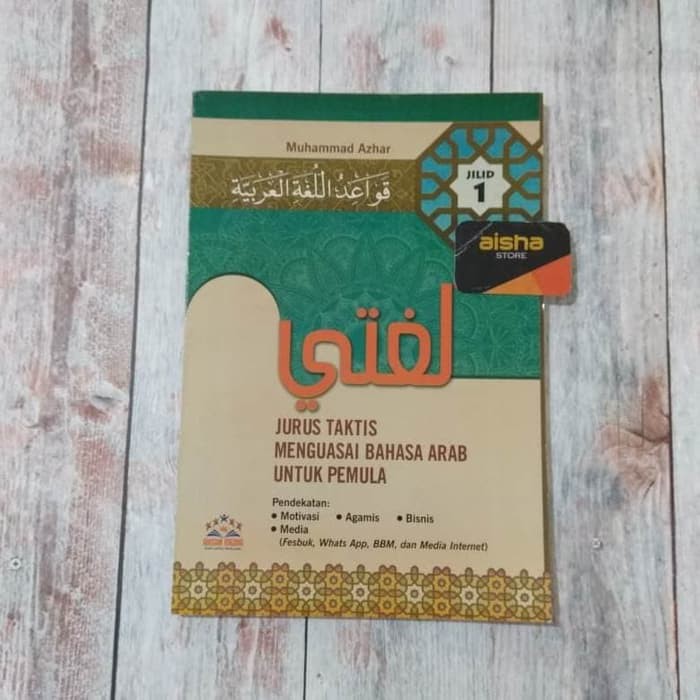 Muhammad Azhar
قَوَاعِدُ اللُّغَةِ الْعَرَبِيَّةِ
JILID
1
aisha
STORE
لغتي
JURUS TAKTIS
MENGUASAI BAHASA ARAB
UNTUK PEMULA
Pendekatan:
• Motivasi • Agamis • Bisnis
• Media
(Fesbuk, Whats App, BBM, dan Media Internet)